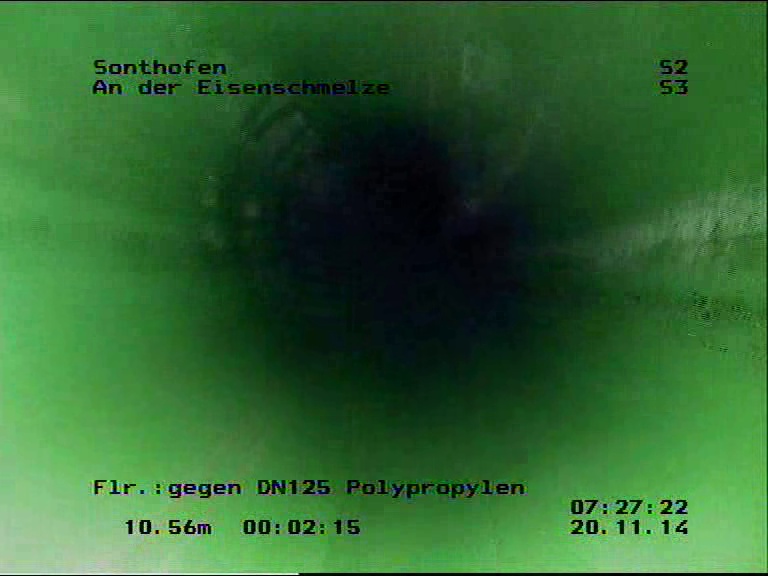 Sonthofen S2
An der Eisenschmelze S3
Flr.:gegen DN125 Polypropylen
07:27:22
10.56m 00:02:15 20.11.14